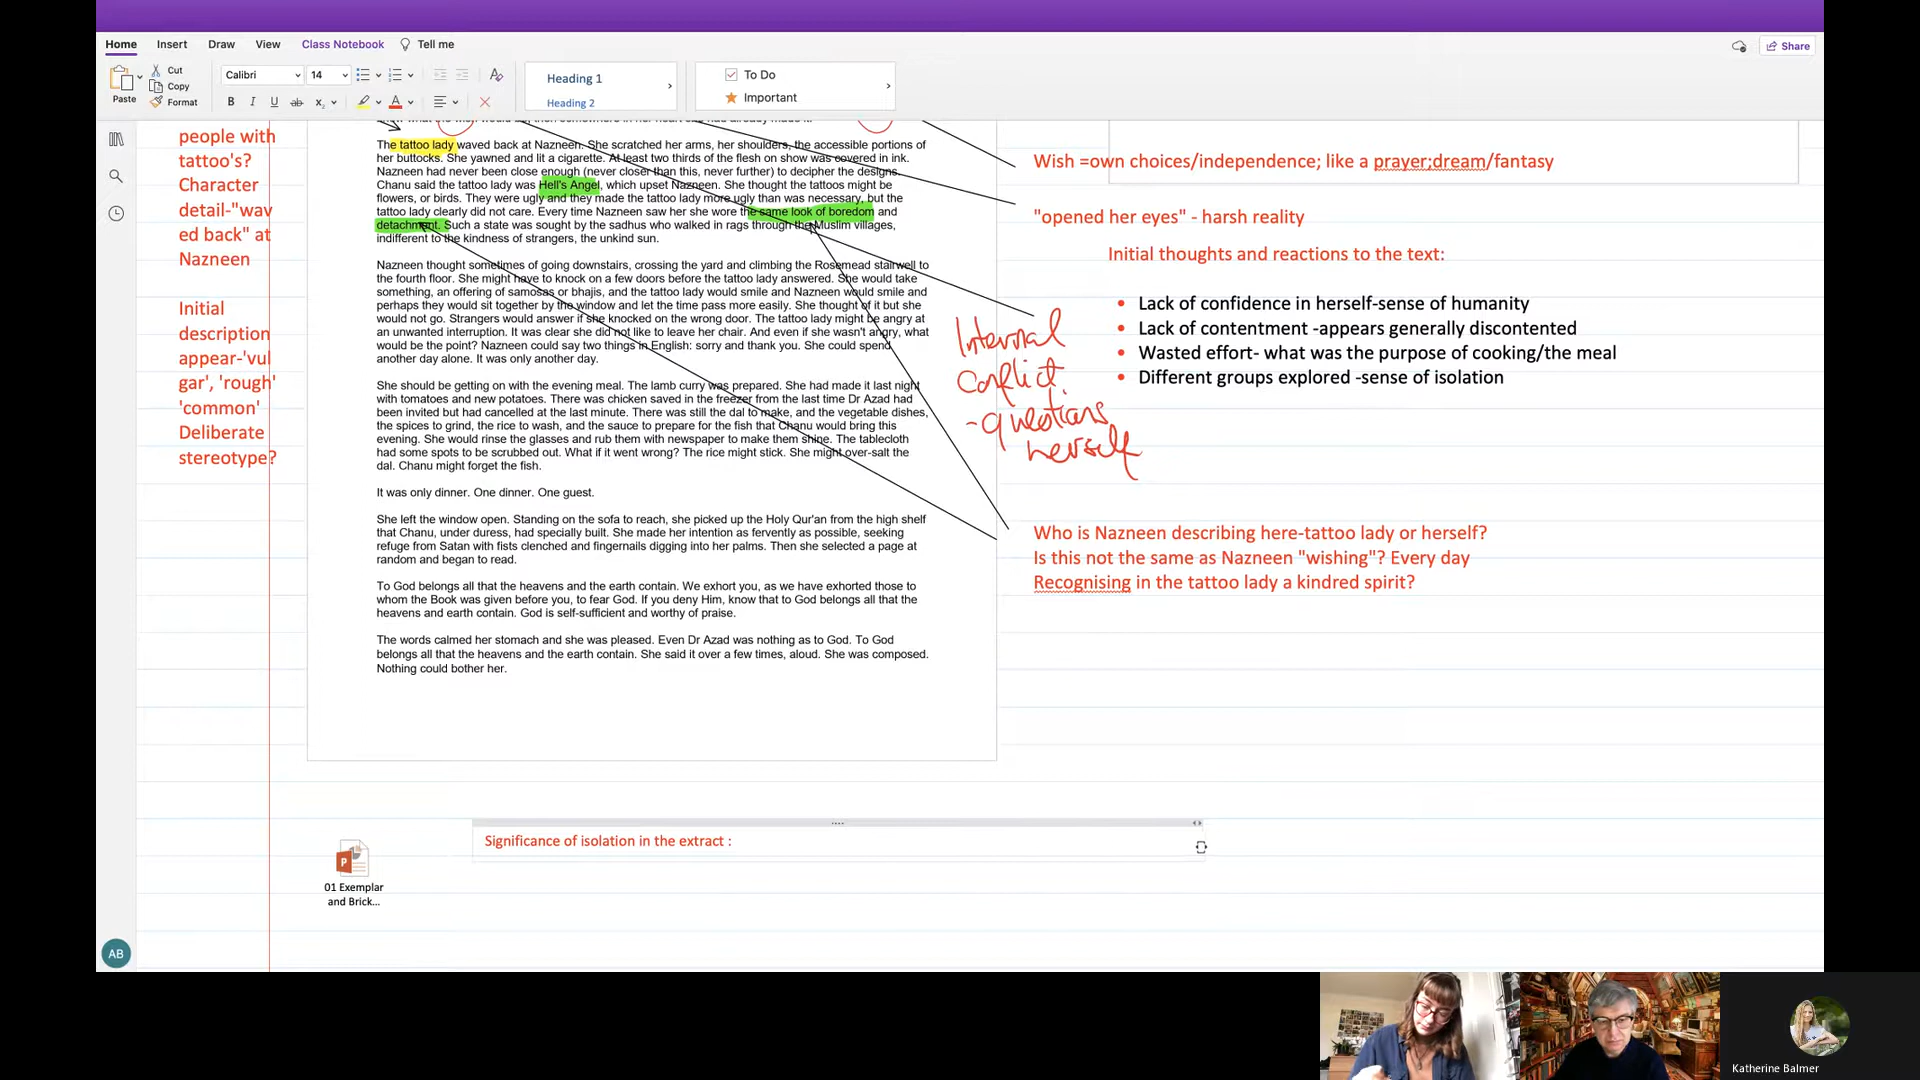 Home Insert Draw View Class Notebook Tell me
Share
Paste
Cut
Copy
Format
Calibri 14
B I U ab x₂ A
Heading 1
Heading 2
To Do
Important
people with
tattoo's?
Character
detail-"wav
ed back" at
Nazneen
Initial
description
appear-'vul
gar', 'rough'
'common'
Deliberate
stereotype?
The tattoo lady waved back at Nazneen. She scratched her arms, her shoulders, the accessible portions of
her buttocks. She yawned and lit a cigarette. At least two thirds of the flesh on show was covered in ink.
Nazneen had never been close enough (never closer than this, never further) to decipher the designs.
Chanu said the tattoo lady was Hell's Angel, which upset Nazneen. She thought the tattoos might be
flowers, or birds. They were ugly and they made the tattoo lady more ugly than was necessary, but the
tattoo lady clearly did not care. Every time Nazneen saw her she wore the same look of boredom and
detachment. Such a state was sought by the sadhus who walked in rags through the Muslim villages,
indifferent to the kindness of strangers, the unkind sun.
Nazneen thought sometimes of going downstairs, crossing the yard and climbing the Rosemead stairwell to
the fourth floor. She might have to knock on a few doors before the tattoo lady answered. She would take
something, an offering of samosas or bhajis, and the tattoo lady would smile and Nazneen would smile and
perhaps they would sit together by the window and let the time pass more easily. She thought of it but she
would not go. Strangers would answer if she knocked on the wrong door. The tattoo lady might be angry at
an unwanted interruption. It was clear she did not like to leave her chair. And even if she wasn't angry, what
would be the point? Nazneen could say two things in English: sorry and thank you. She could spend
another day alone. It was only another day.
She should be getting on with the evening meal. The lamb curry was prepared. She had made it last night
with tomatoes and new potatoes. There was chicken saved in the freezer from the last time Dr Azad had
been invited but had cancelled at the last minute. There was still the dal to make, and the vegetable dishes,
the spices to grind, the rice to wash, and the sauce to prepare for the fish that Chanu would bring this
evening. She would rinse the glasses and rub them with newspaper to make them shine. The tablecloth
had some spots to be scrubbed out. What if it went wrong? The rice might stick. She might over-salt the
dal. Chanu might forget the fish.
It was only dinner. One dinner. One guest.
She left the window open. Standing on the sofa to reach, she picked up the Holy Qur'an from the high shelf
that Chanu, under duress, had specially built. She made her intention as fervently as possible, seeking
refuge from Satan with fists clenched and fingernails digging into her palms. Then she selected a page at
random and began to read.
To God belongs all that the heavens and the earth contain. We exhort you, as we have exhorted those to
whom the Book was given before you, to fear God. If you deny Him, know that to God belongs all that the
heavens and earth contain. God is self-sufficient and worthy of praise.
The words calmed her stomach and she was pleased. Even Dr Azad was nothing as to God. To God
belongs all that the heavens and the earth contain. She said it over a few times, aloud. She was composed.
Nothing could bother her.
Wish =own choices/independence; like a prayer;dream/fantasy
"opened her eyes" - harsh reality
Initial thoughts and reactions to the text:
• Lack of confidence in herself-sense of humanity
• Lack of contentment -appears generally discontented
• Wasted effort- what was the purpose of cooking/the meal
• Different groups explored -sense of isolation
Internal
conflict
-questions
herself
Who is Nazneen describing here-tattoo lady or herself?
Is this not the same as Nazneen "wishing"? Every day
Recognising in the tattoo lady a kindred spirit?
Significance of isolation in the extract :
01 Exemplar
and Brick...
AB
Katherine Balmer